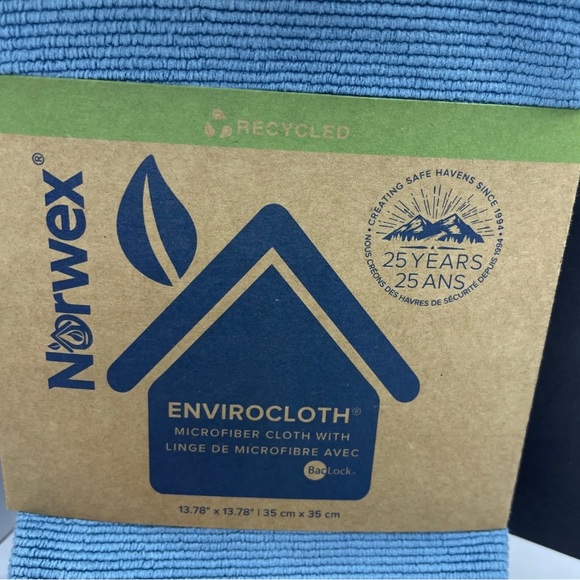 RECYCLED
Norwex®
• CREATING SAFE HAVENS SINCE 1994 •
25 YEARS
25 ANS
NOUS CRÉONS DES HAVRES DE SÉCURITÉ DEPUIS 1994
ENVIROCLOTH®
MICROFIBER CLOTH WITH
LINGE DE MICROFIBRE AVEC
BacLock™
13.78" x 13.78" | 35 cm x 35 cm